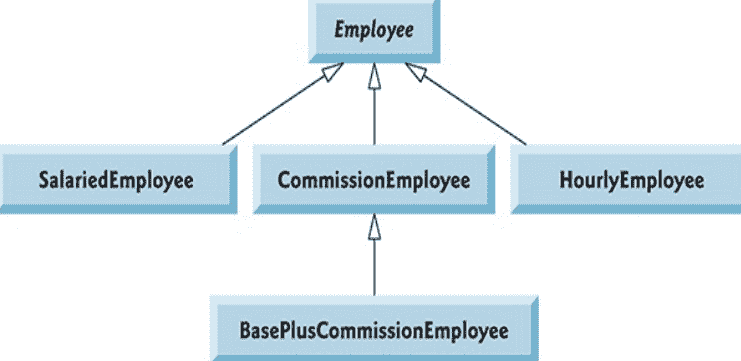 Employee
SalariedEmployee
CommissionEmployee
HourlyEmployee
BasePlusCommissionEmployee